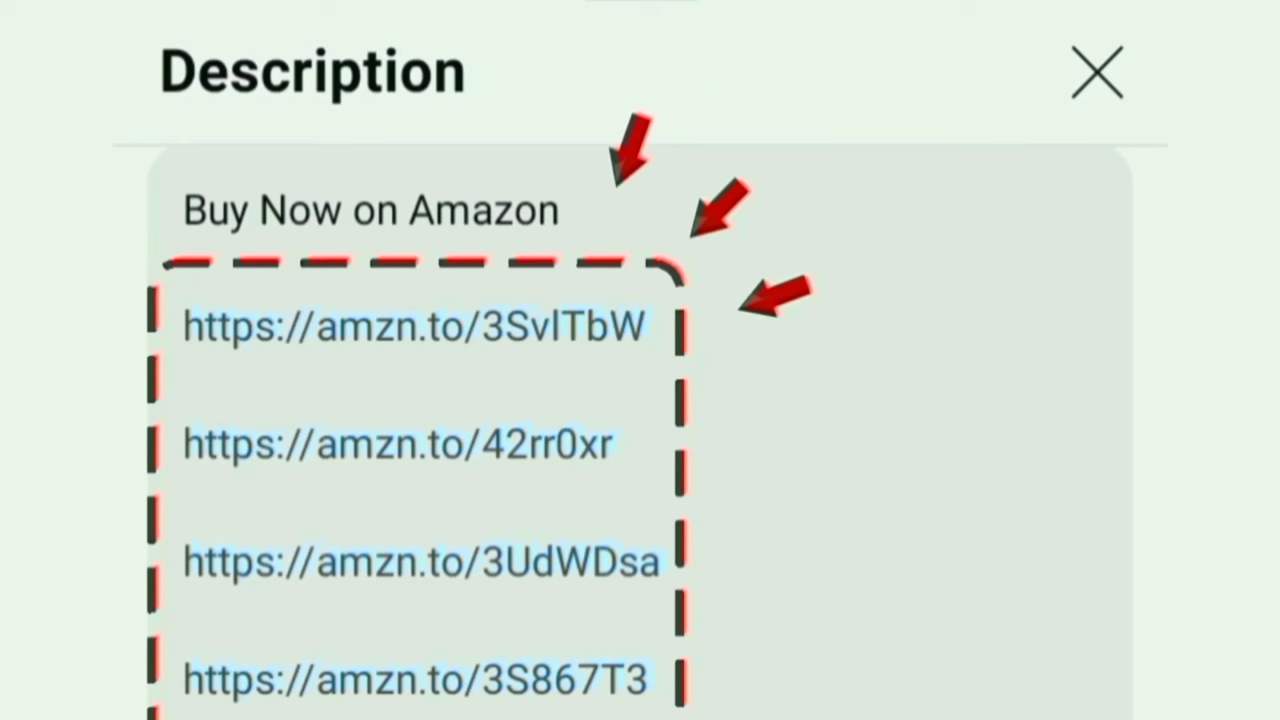 Description
Buy Now on Amazon
https://amzn.to/3SvlTbW
https://amzn.to/42rr0xr
https://amzn.to/3UdWDsa
https://amzn.to/3S867T3